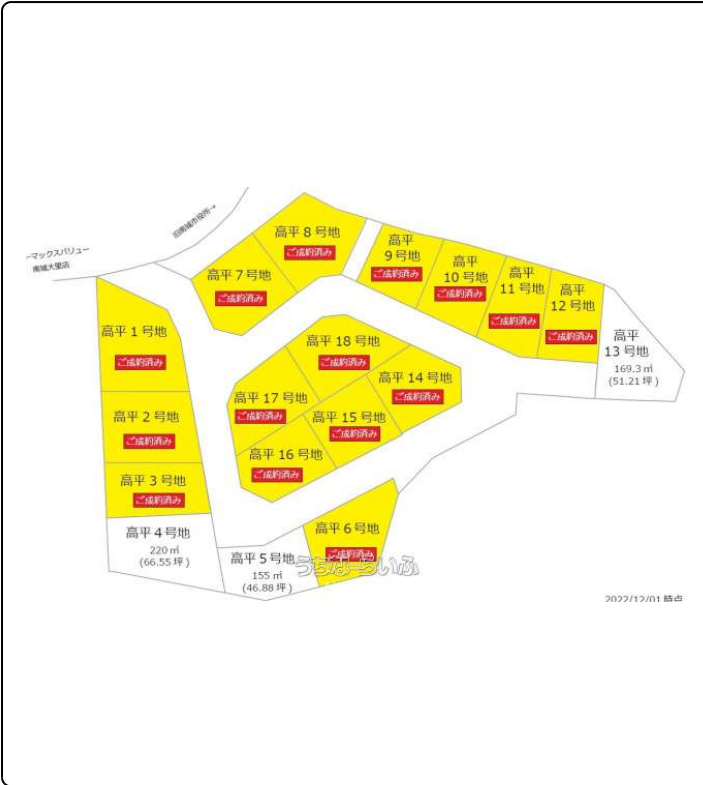 旧南城市役所→
←マックスバリュー
南城大里店
高平 8 号地
ご成約済み
高平 7 号地
ご成約済み
高平
9 号地
ご成約済み
高平
10 号地
ご成約済み
高平
11 号地
ご成約済み
高平
12 号地
ご成約済み
高平
13 号地
169.3 ㎡
(51.21 坪 )
高平 1 号地
ご成約済み
高平 18 号地
ご成約済み
高平 14 号地
ご成約済み
高平 17 号地
ご成約済み
高平 15 号地
ご成約済み
高平 2 号地
ご成約済み
高平 16 号地
ご成約済み
高平 3 号地
ご成約済み
高平 4 号地
220 ㎡
(66.55 坪 )
高平 5 号地
155 ㎡
(46.88 坪 )
高平 6 号地
ご成約済み
うちなーらいふ
2022/12/01 時点